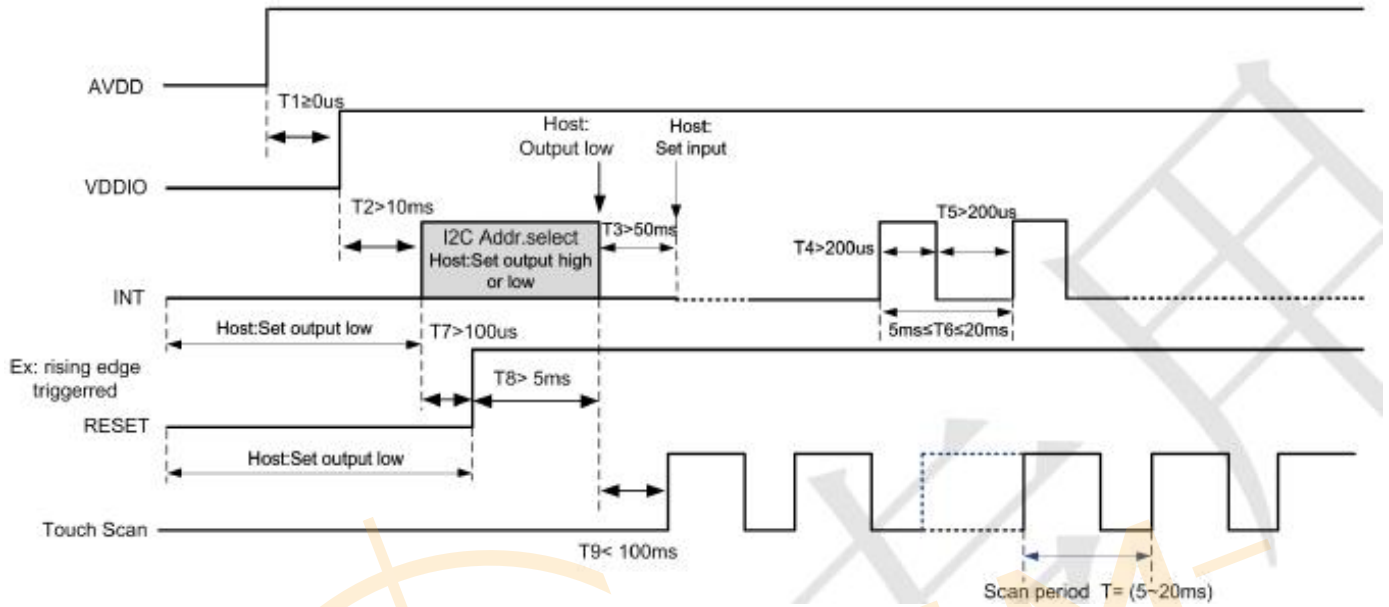 AVDD
T1≥0us
Host:
Output low
Host:
Set input
VDDIO
T2>10ms
I2C Addr.select
Host:Set output high
or low
T3>50ms
T4>200us
T5>200us
INT
Host:Set output low
T7>100us
5ms≤T6≤20ms
Ex: rising edge
triggerred
T8> 5ms
RESET
Host:Set output low
Touch Scan
T9< 100ms
Scan period T= (5~20ms)